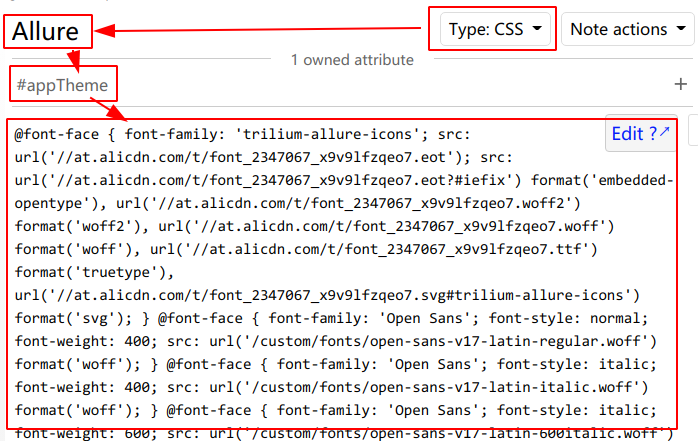 Allure
Type: CSS
Note actions
1 owned attribute
#appTheme
+
Edit ?
@font-face { font-family: 'trilium-allure-icons'; src:
url('//at.alicdn.com/t/font_2347067_x9v9lfzqeo7.eot'); src:
url('//at.alicdn.com/t/font_2347067_x9v9lfzqeo7.eot?#iefix') format('embedded-
opentype'), url('//at.alicdn.com/t/font_2347067_x9v9lfzqeo7.woff2')
format('woff2'), url('//at.alicdn.com/t/font_2347067_x9v9lfzqeo7.woff')
format('woff'), url('//at.alicdn.com/t/font_2347067_x9v9lfzqeo7.ttf')
format('truetype'),
url('//at.alicdn.com/t/font_2347067_x9v9lfzqeo7.svg#trilium-allure-icons')
format('svg'); } @font-face { font-family: 'Open Sans'; font-style: normal;
font-weight: 400; src: url('/custom/fonts/open-sans-v17-latin-regular.woff')
format('woff'); } @font-face { font-family: 'Open Sans'; font-style: italic;
font-weight: 400; src: url('/custom/fonts/open-sans-v17-latin-italic.woff')
format('woff'); } @font-face { font-family: 'Open Sans'; font-style: italic;
font-weight: 600; src: url('/custom/fonts/open-sans-v17-latin-600italic.woff')